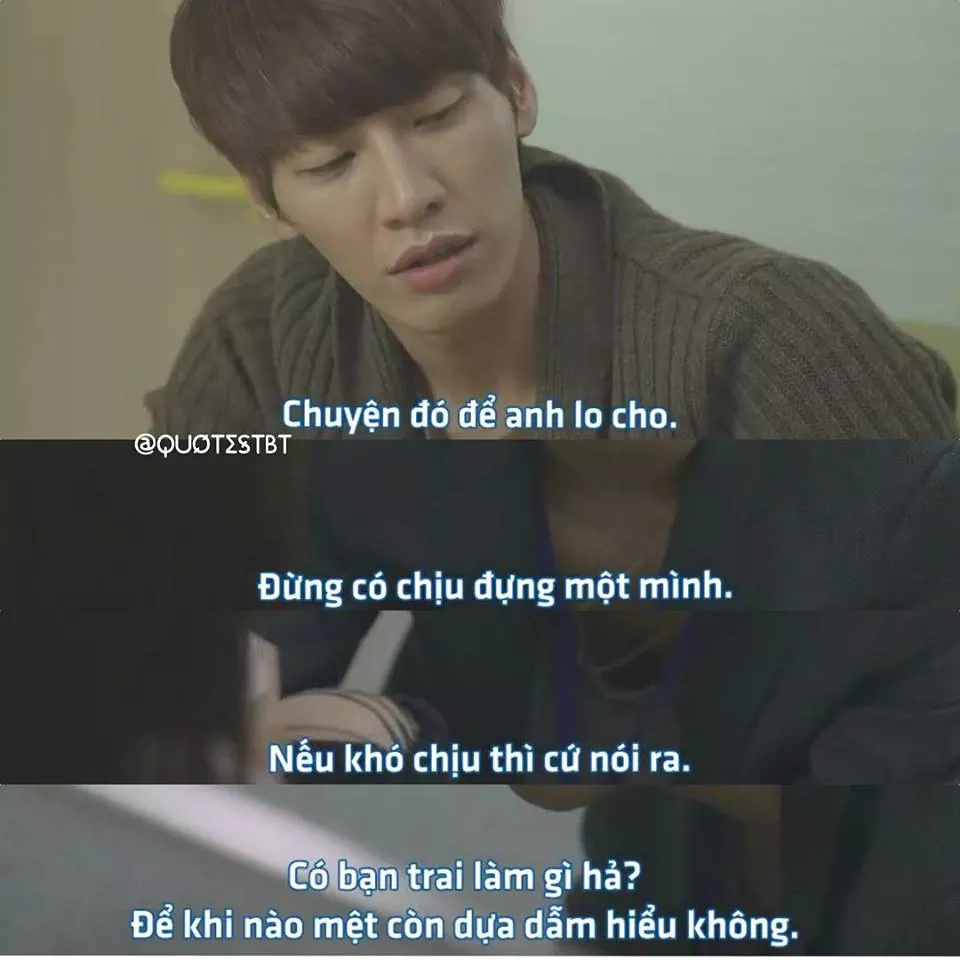 Chuyện đó để anh lo cho.
@QUOTESTBT
Đừng có chịu đựng một mình.
Nếu khó chịu thì cứ nói ra.
Có bạn trai làm gì hả?
Để khi nào mệt còn dựa dẫm hiểu không.